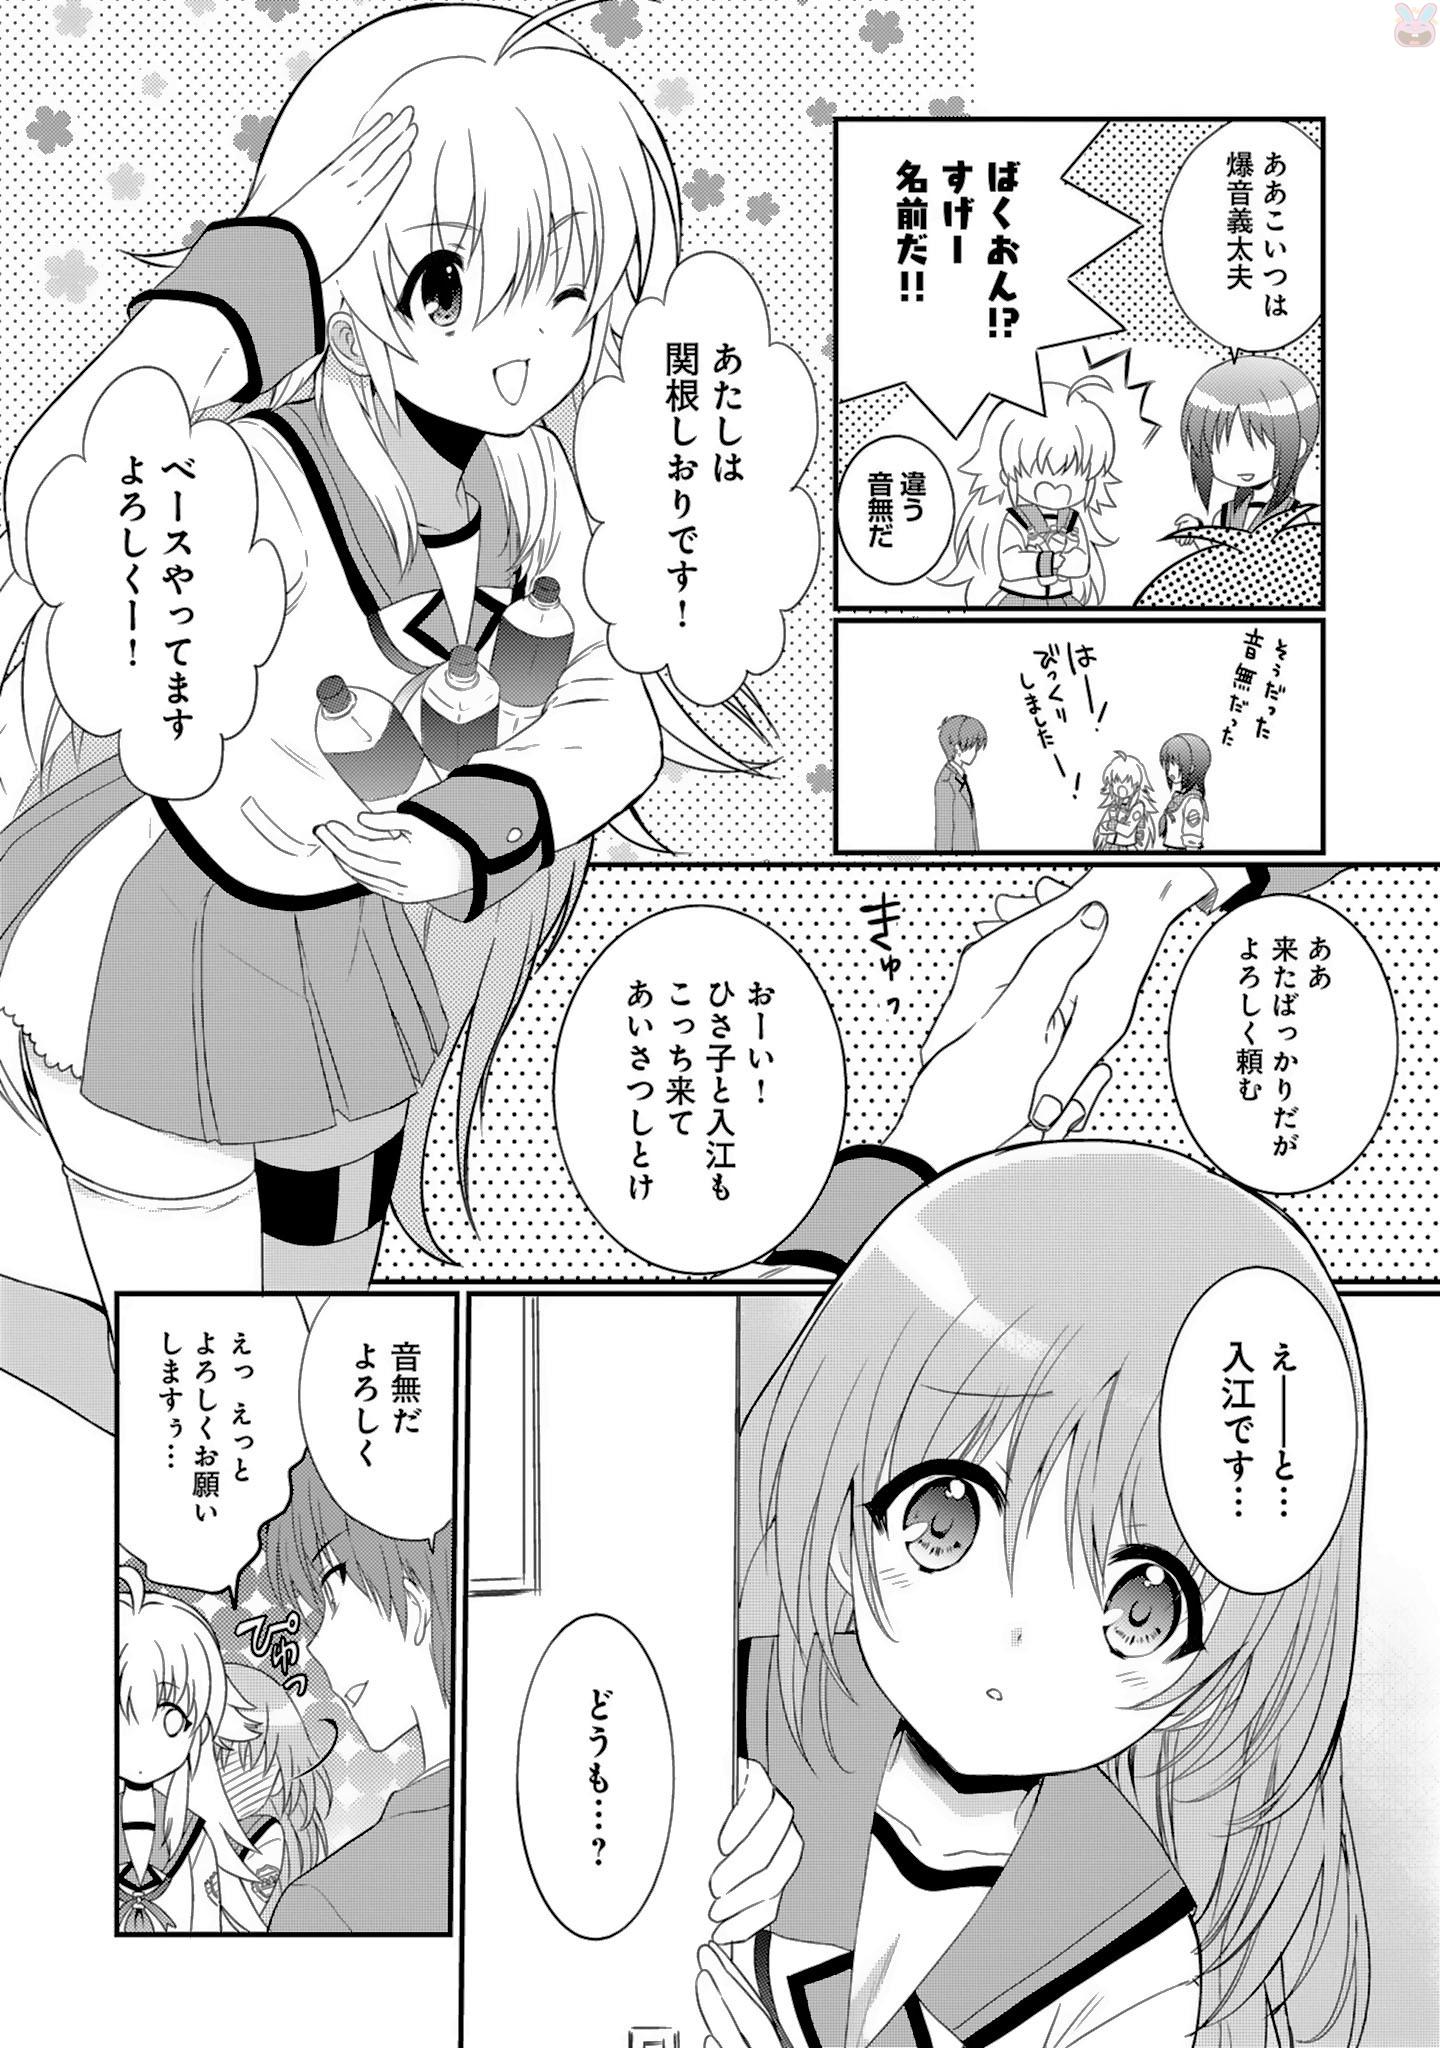 ああこいつは
爆音義太夫
ばくおん!?
すげー
名前だ!!
違う
音無だ
そうだった
音無だった
はー!
びっくり
しましたー!
あたしは
関根しおりです!
ベースやってます
よろしくー!
ああ
来たばっかりだが
よろしく頼む
きゅっ
おーい!
ひさ子と入江も
こっち来て
あいさつしとけ
えーーと…
入江です…
どうも…?
音無だ
よろしく
えっ えっと
よろしくお願い
しますぅ…
ぴゅっ